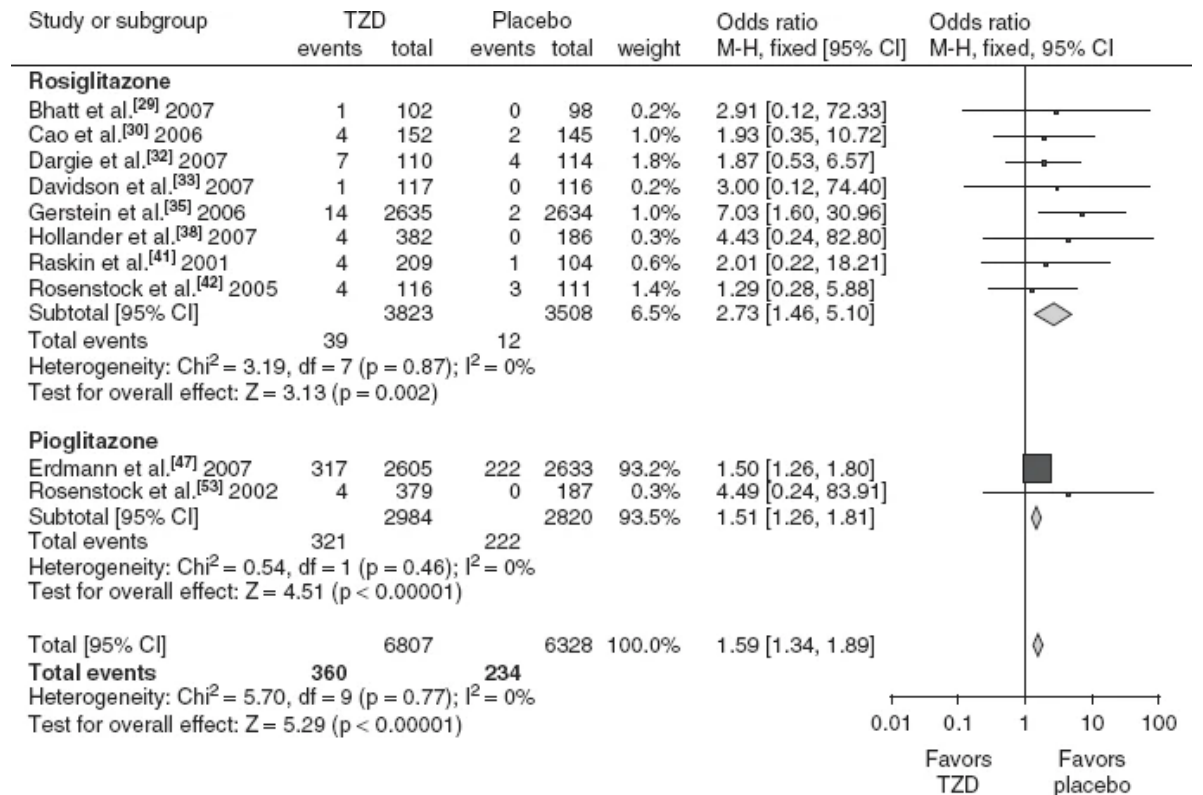 Study or subgroup TZD Placebo Odds ratio Odds ratio
events total events total weight M-H, fixed [95% CI] M-H, fixed, 95% CI
Rosiglitazone
Bhatt et al.[29] 2007 1 102 0 98 0.2% 2.91 [0.12, 72.33]
Cao et al.[30] 2006 4 152 2 145 1.0% 1.93 [0.35, 10.72]
Dargie et al.[32] 2007 7 110 4 114 1.8% 1.87 [0.53, 6.57]
Davidson et al.[33] 2007 1 117 0 116 0.2% 3.00 [0.12, 74.40]
Gerstein et al.[35] 2006 14 2635 2 2634 1.0% 7.03 [1.60, 30.96]
Hollander et al.[38] 2007 4 382 0 186 0.3% 4.43 [0.24, 82.80]
Raskin et al.[41] 2001 4 209 1 104 0.6% 2.01 [0.22, 18.21]
Rosenstock et al.[42] 2005 4 116 3 111 1.4% 1.29 [0.28, 5.88]
Subtotal [95% CI] 3823 3508 6.5% 2.73 [1.46, 5.10]
Total events 39 12
Heterogeneity: Chi² = 3.19, df = 7 (p = 0.87); I² = 0%
Test for overall effect: Z = 3.13 (p = 0.002)
Pioglitazone
Erdmann et al.[47] 2007 317 2605 222 2633 93.2% 1.50 [1.26, 1.80]
Rosenstock et al.[53] 2002 4 379 0 187 0.3% 4.49 [0.24, 83.91]
Subtotal [95% CI] 2984 2820 93.5% 1.51 [1.26, 1.81]
Total events 321 222
Heterogeneity: Chi² = 0.54, df = 1 (p = 0.46); I² = 0%
Test for overall effect: Z = 4.51 (p < 0.00001)
Total [95% CI] 6807 6328 100.0% 1.59 [1.34, 1.89]
Total events 360 234
Heterogeneity: Chi² = 5.70, df = 9 (p = 0.77); I² = 0%
Test for overall effect: Z = 5.29 (p < 0.00001)
0.01 0.1 1 10 100
Favors Favors
TZD placebo